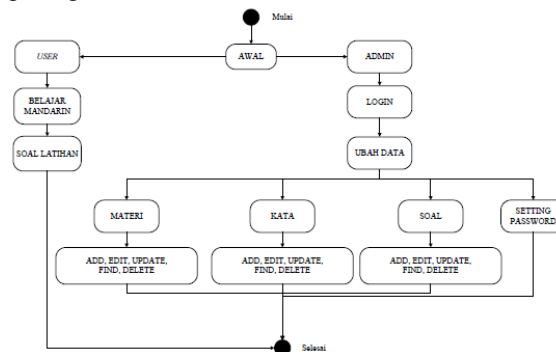 Mulai
USER
AWAL
ADMIN
BELAJAR
MANDARIN
LOGIN
SOAL LATIHAN
UBAH DATA
MATERI
KATA
SOAL
SETTING
PASSWORD
ADD, EDIT, UPDATE,
FIND, DELETE
ADD, EDIT, UPDATE,
FIND, DELETE
ADD, EDIT, UPDATE,
FIND, DELETE
Selesai